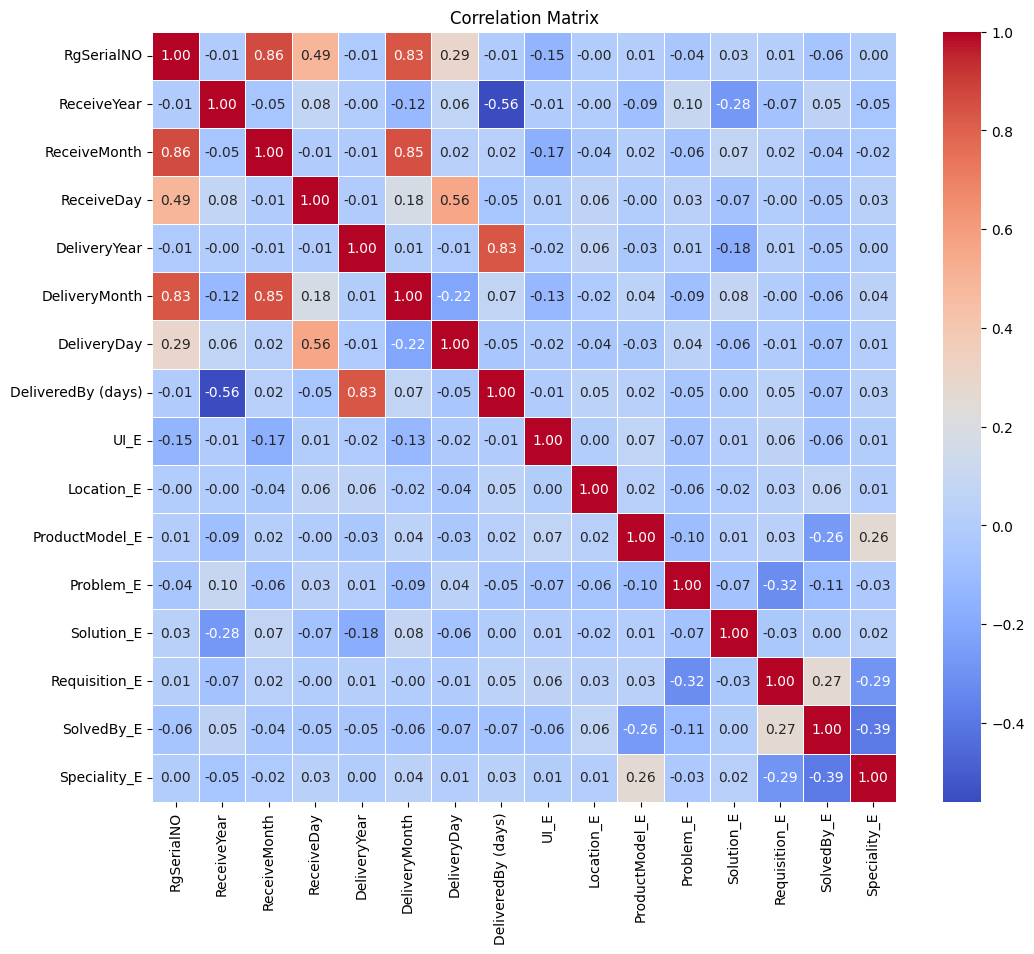 Correlation Matrix
RgSerialNO 1.00 -0.01 0.86 0.49 -0.01 0.83 0.29 -0.01 -0.15 -0.00 0.01 -0.04 0.03 0.01 -0.06 0.00
ReceiveYear -0.01 1.00 -0.05 0.08 -0.00 -0.12 0.06 -0.56 -0.01 -0.00 -0.09 0.10 -0.28 -0.07 0.05 -0.05
ReceiveMonth 0.86 -0.05 1.00 -0.01 -0.01 0.85 0.02 0.02 -0.17 -0.04 0.02 -0.06 0.07 0.02 -0.04 -0.02
ReceiveDay 0.49 0.08 -0.01 1.00 -0.01 0.18 0.56 -0.05 0.01 0.06 -0.00 0.03 -0.07 -0.00 -0.05 0.03
DeliveryYear -0.01 -0.00 -0.01 -0.01 1.00 0.01 -0.01 0.83 -0.02 0.06 -0.03 0.01 -0.18 0.01 -0.05 0.00
DeliveryMonth 0.83 -0.12 0.85 0.18 0.01 1.00 -0.22 0.07 -0.13 -0.02 0.04 -0.09 0.08 -0.00 -0.06 0.04
DeliveryDay 0.29 0.06 0.02 0.56 -0.01 -0.22 1.00 -0.05 -0.02 -0.04 -0.03 0.04 -0.06 -0.01 -0.07 0.01
DeliveredBy (days) -0.01 -0.56 0.02 -0.05 0.83 0.07 -0.05 1.00 -0.01 0.05 0.02 -0.05 0.00 0.05 -0.07 0.03
UI_E -0.15 -0.01 -0.17 0.01 -0.02 -0.13 -0.02 -0.01 1.00 0.00 0.07 -0.07 0.01 0.06 -0.06 0.01
Location_E -0.00 -0.00 -0.04 0.06 0.06 -0.02 -0.04 0.05 0.00 1.00 0.02 -0.06 -0.02 0.03 0.06 0.01
ProductModel_E 0.01 -0.09 0.02 -0.00 -0.03 0.04 -0.03 0.02 0.07 0.02 1.00 -0.10 0.01 0.03 -0.26 0.26
Problem_E -0.04 0.10 -0.06 0.03 0.01 -0.09 0.04 -0.05 -0.07 -0.06 -0.10 1.00 -0.07 -0.32 -0.11 -0.03
Solution_E 0.03 -0.28 0.07 -0.07 -0.18 0.08 -0.06 0.00 0.01 -0.02 0.01 -0.07 1.00 -0.03 0.00 0.02
Requisition_E 0.01 -0.07 0.02 -0.00 0.01 -0.00 -0.01 0.05 0.06 0.03 0.03 -0.32 -0.03 1.00 0.27 -0.29
SolvedBy_E -0.06 0.05 -0.04 -0.05 -0.05 -0.06 -0.07 -0.07 -0.06 0.06 -0.26 -0.11 0.00 0.27 1.00 -0.39
Speciality_E 0.00 -0.05 -0.02 0.03 0.00 0.04 0.01 0.03 0.01 0.01 0.26 -0.03 0.02 -0.29 -0.39 1.00
RgSerialNO
ReceiveYear
ReceiveMonth
ReceiveDay
DeliveryYear
DeliveryMonth
DeliveryDay
DeliveredBy (days)
UI_E
Location_E
ProductModel_E
Problem_E
Solution_E
Requisition_E
SolvedBy_E
Speciality_E
1.0
0.8
0.6
0.4
0.2
0.0
−0.2
−0.4